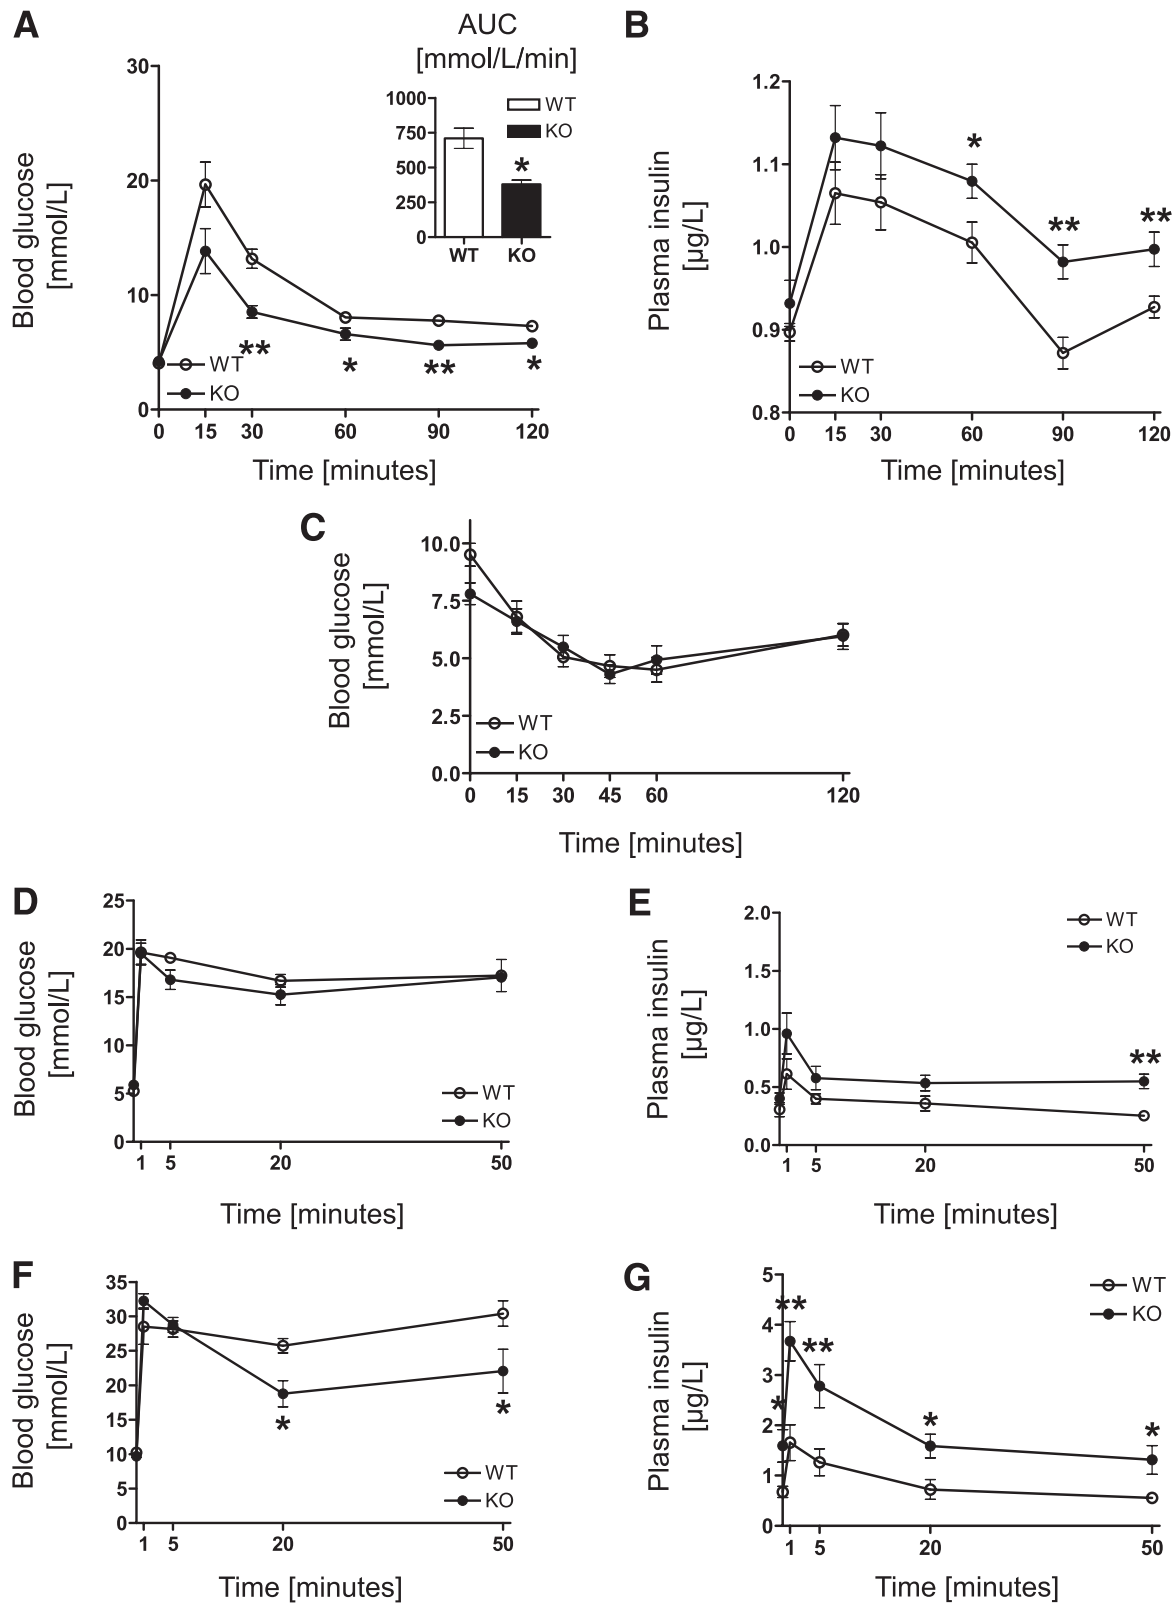 A
AUC
[mmol/L/min]
1000
750
500
250
0
WT
KO
*
WT
KO
30
20
10
0
Blood glucose
[mmol/L]
**
*
**
*
WT
KO
0 15 30 60 90 120
Time [minutes]
B
1.2
1.1
1.0
0.9
0.8
Plasma insulin
[µg/L]
*
**
**
WT
KO
0 15 30 60 90 120
Time [minutes]
C
10.0
7.5
5.0
2.5
0.0
Blood glucose
[mmol/L]
WT
KO
0 15 30 45 60 120
Time [minutes]
D
25
20
15
10
5
0
Blood glucose
[mmol/L]
WT
KO
1 5 20 50
Time [minutes]
E
2.0
1.5
1.0
0.5
0.0
Plasma insulin
[µg/L]
WT
KO
**
1 5 20 50
Time [minutes]
F
35
30
25
20
15
10
5
0
Blood glucose
[mmol/L]
*
*
WT
KO
1 5 20 50
Time [minutes]
G
5
4
3
2
1
0
Plasma insulin
[µg/L]
WT
KO
**
**
*
*
*
1 5 20 50
Time [minutes]